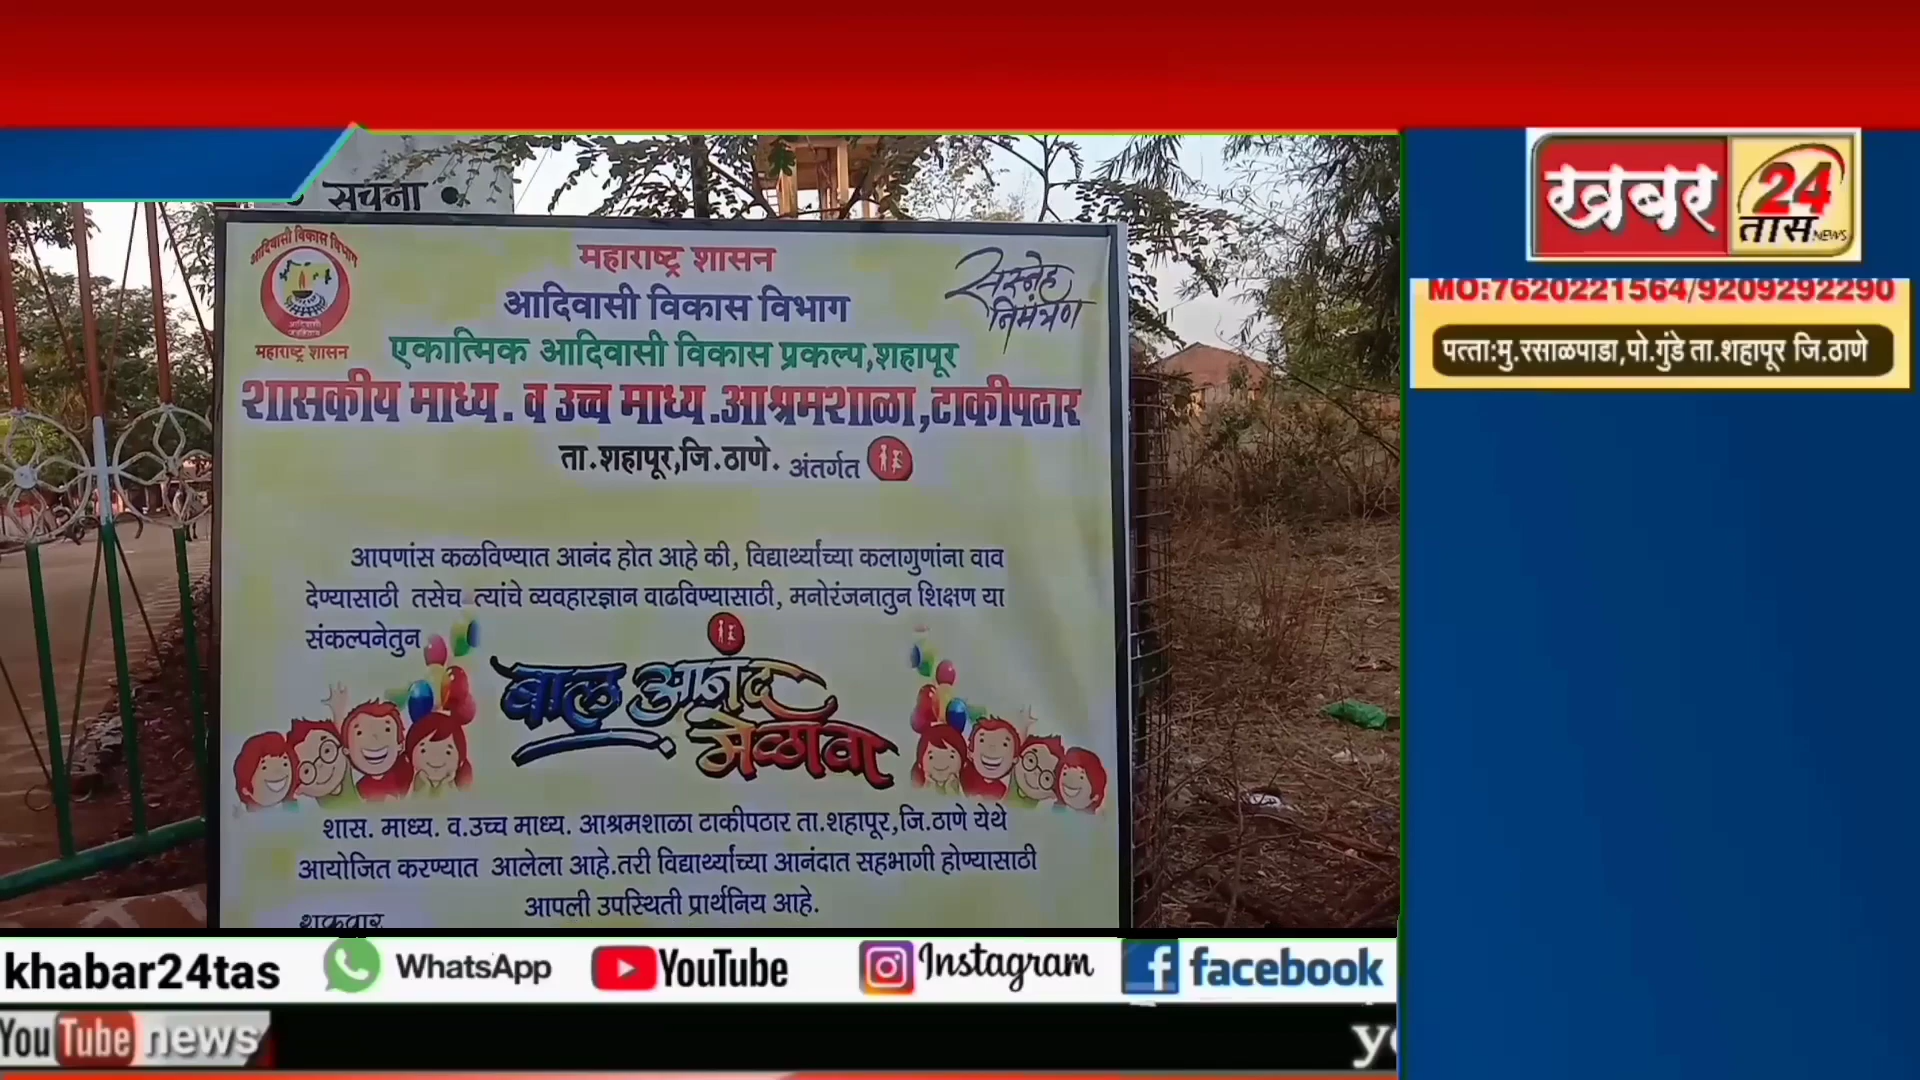 सूचना
आदिवासी विकास विभाग
महाराष्ट्र शासन
महाराष्ट्र शासन
आदिवासी विकास विभाग
एकात्मिक आदिवासी विकास प्रकल्प,शहापूर
शासकीय माध्य. व उच्च माध्य.आश्रमशाळा,टाकीपठार
ता.शहापूर,जि.ठाणे. अंतर्गत
सस्नेह
निमंत्रण
आपणांस कळविण्यात आनंद होत आहे की, विद्यार्थ्यांच्या कलागुणांना वाव
देण्यासाठी तसेच त्यांचे व्यवहारज्ञान वाढविण्यासाठी, मनोरंजनातुन शिक्षण या
संकल्पनेतुन
बाल आनंद
मेळावा
शास. माध्य. व.उच्च माध्य. आश्रमशाळा टाकीपठार ता.शहापूर,जि.ठाणे येथे
आयोजित करण्यात आलेला आहे.तरी विद्यार्थ्यांच्या आनंदात सहभागी होण्यासाठी
आपली उपस्थिती प्रार्थनिय आहे.
खबर 24
तास NEWS
MO:7620221564/9209292290
पत्ता:मु.रसाळपाडा,पो.गुंडे ता.शहापूर जि.ठाणे
khabar24tas WhatsApp YouTube Instagram facebook
YouTube news